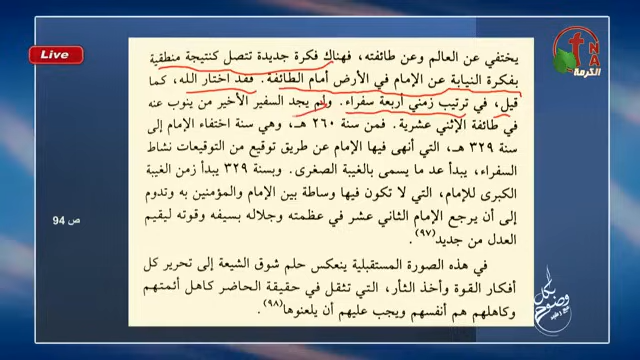 Live
TNA
الكرمة
يختفي عن العالم وعن طائفته، فهناك فكرة جديدة تتصل كنتيجة منطقية
بفكرة النيابة عن الإمام في الأرض أمام الطائفة. فقد اختار الله، كما
قيل، في ترتيب زمني أربعة سفراء. ولم يجد السفير الأخير من ينوب عنه
في طائفة الإثني عشرية. فمن سنة ٢٦٠ هـ، وهي سنة اختفاء الإمام إلى
سنة ٣٢٩ هـ، التي أنهى فيها الإمام عن طريق توقيع من التوقيعات نشاط
السفراء، يبدأ عد ما يسمى بالغيبة الصغرى. وبسنة ٣٢٩ يبدأ زمن الغيبة
الكبرى للإمام، التي لا تكون فيها وساطة بين الإمام والمؤمنين به وتدوم
إلى أن يرجع الإمام الثاني عشر في عظمته وجلاله بسيفه وقوته ليقيم
العدل من جديد(٩٧).
في هذه الصورة المستقبلية ينعكس حلم شوق الشيعة إلى تحرير كل
أفكار القوة وأخذ الثأر، التي تثقل في حقيقة الحاضر كاهل أئمتهم
وكاهلهم هم أنفسهم ويجب عليهم أن يلعنوها(٩٨).
ص 94
بكل
وضوح